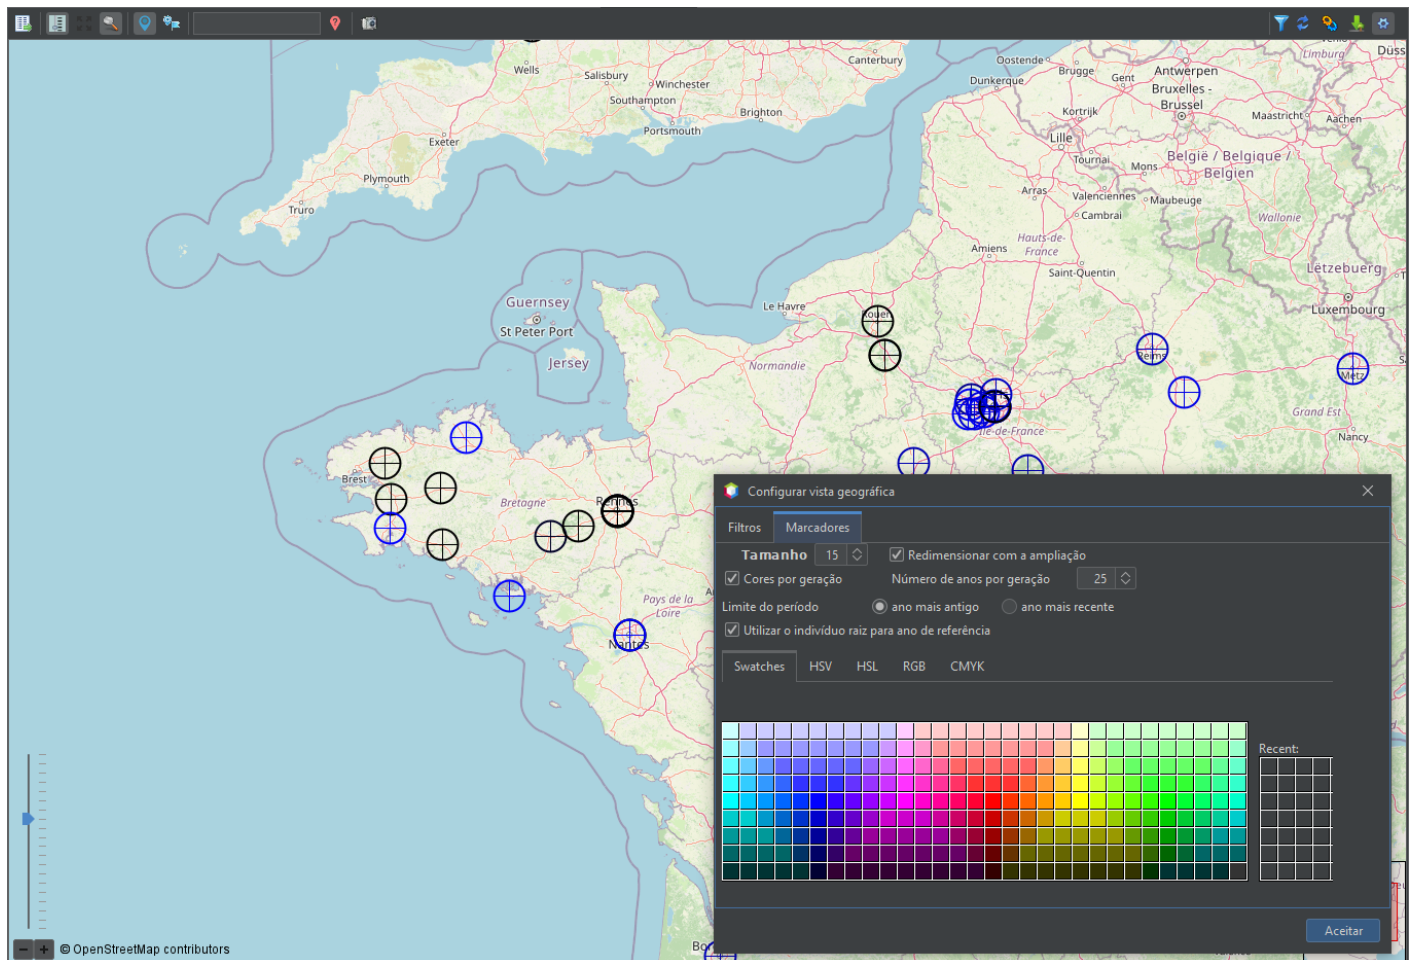 Wells
Salisbury
Winchester
Southampton
Portsmouth
Brighton
Canterbury
Exeter
Plymouth
Truro
Oostende
Dunkerque
Brugge
Gent
Antwerpen
Bruxelles -
Brussel
Limburg
Maastricht
Aachen
Kortrijk
Lille
Tournai
Mons
België / Belgique /
Belgien
Arras
Valenciennes
Maubeuge
Cambrai
Wallonie
Amiens
Hauts-de-
France
Saint-Quentin
Lëtzebuerg
Luxembourg
Guernsey
St Peter Port
Jersey
Le Havre
Rouen
Normandie
Reims
Metz
Île-de-France
Grand Est
Nancy
Brest
Bretagne
Rennes
Pays de la
Loire
Nantes
Configurar vista geográfica
Filtros
Marcadores
Tamanho 15
Redimensionar com a ampliação
Cores por geração
Número de anos por geração 25
Limite do período
ano mais antigo
ano mais recente
Utilizar o indivíduo raiz para ano de referência
Swatches HSV HSL RGB CMYK
Recent:
Aceitar
© OpenStreetMap contributors